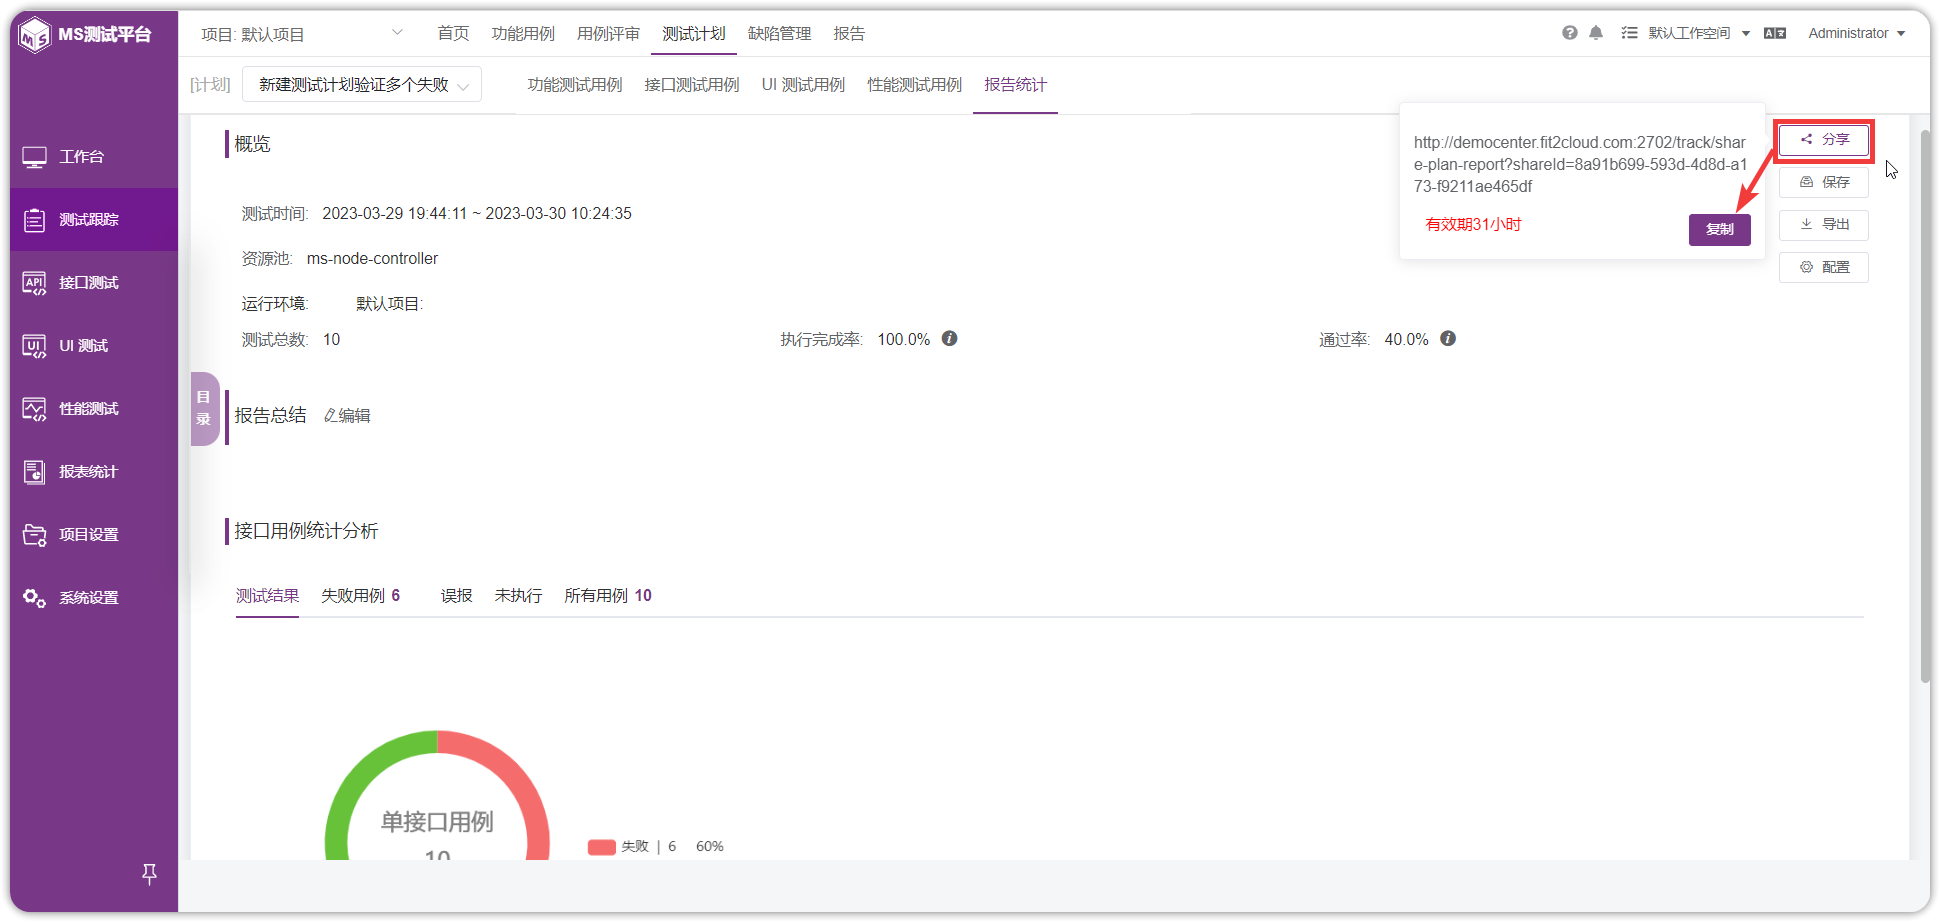 MS测试平台
项目: 默认项目
首页
功能用例
用例评审
测试计划
缺陷管理
报告
默认工作空间
Administrator
[计划]
新建测试计划验证多个失败
功能测试用例
接口测试用例
UI 测试用例
性能测试用例
报告统计
工作台
测试跟踪
接口测试
UI 测试
性能测试
报表统计
项目设置
系统设置
目
录
概览
测试时间: 2023-03-29 19:44:11 ~ 2023-03-30 10:24:35
资源池: ms-node-controller
运行环境: 默认项目:
测试总数: 10
执行完成率: 100.0%
通过率: 40.0%
http://democenter.fit2cloud.com:2702/track/shar
e-plan-report?shareId=8a91b699-593d-4d8d-a1
73-f9211ae465df
有效期31小时
复制
分享
保存
导出
配置
报告总结 编辑
接口用例统计分析
测试结果
失败用例 6
误报
未执行
所有用例 10
单接口用例
10
失败 | 6 60%